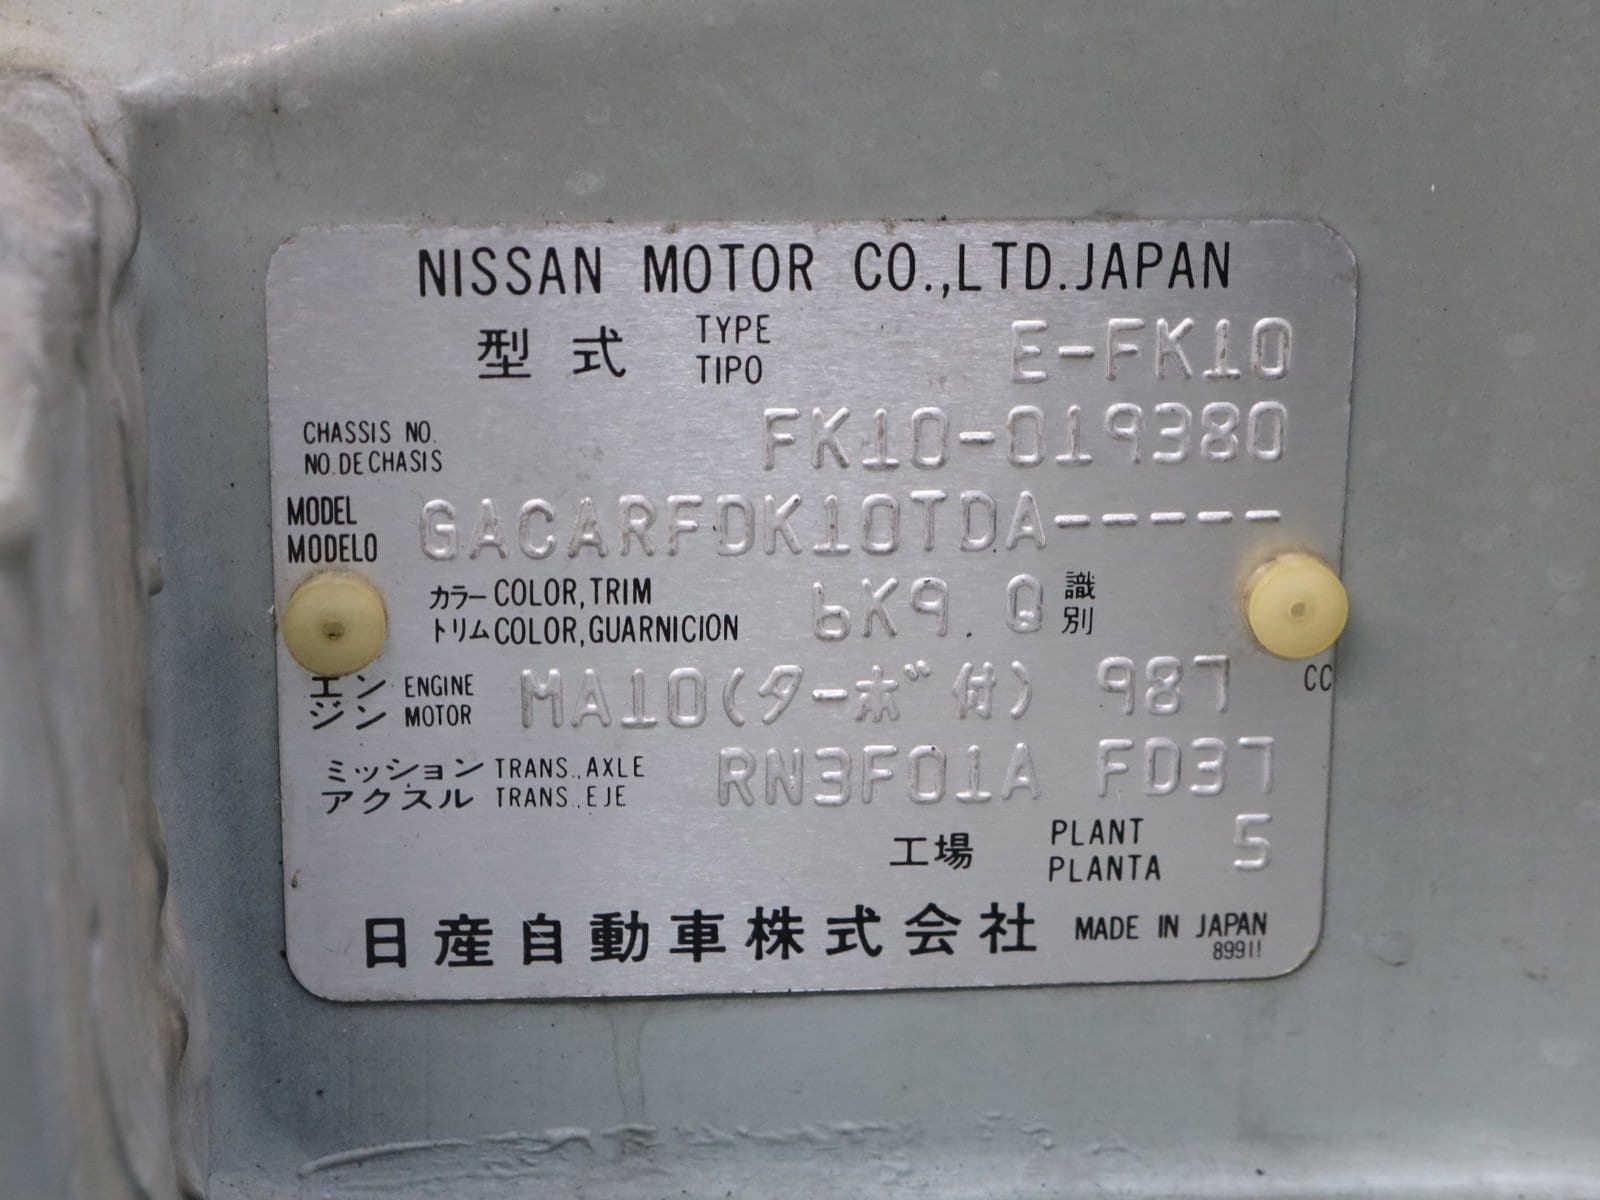 NISSAN MOTOR CO.,LTD.JAPAN
型式 TYPE E-FK10
TIPO
CHASSIS NO. FK10-019380
NO.DE CHASIS
MODEL GACARFDK10TDA-----
MODELO
カラー COLOR,TRIM 6K9 Q 識別
トリム COLOR,GUARNICION
エンジン ENGINE MA10(ターボ付) 987 CC
MOTOR
ミッション TRANS.,AXLE RN3F01A FD37
アクスル TRANS.,EJE
工場 PLANT 5
PLANTA
日産自動車株式会社 MADE IN JAPAN
89911